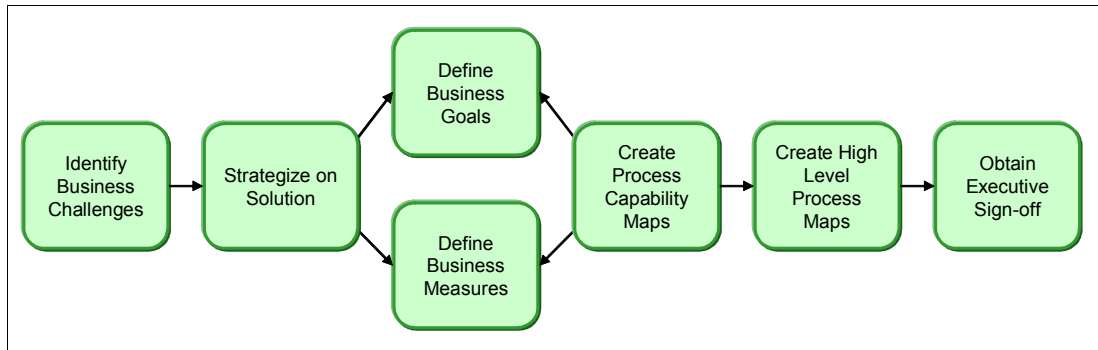 Identify
Business
Challenges
Strategize on
Solution
Define
Business
Goals
Define
Business
Measures
Create
Process
Capability
Maps
Create High
Level
Process
Maps
Obtain
Executive
Sign-off